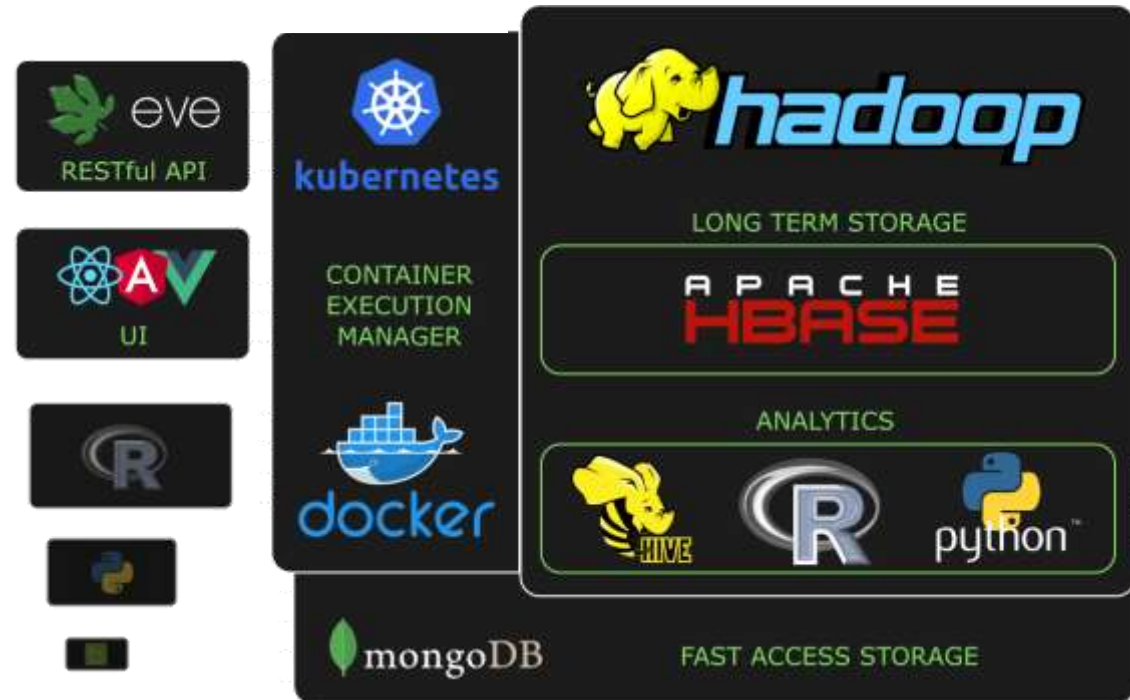 eve
RESTful API
A
UI
R
kubernetes
CONTAINER
EXECUTION
MANAGER
docker
hadoop
LONG TERM STORAGE
APACHE
HBASE
ANALYTICS
HIVE
R
python™
mongoDB
FAST ACCESS STORAGE